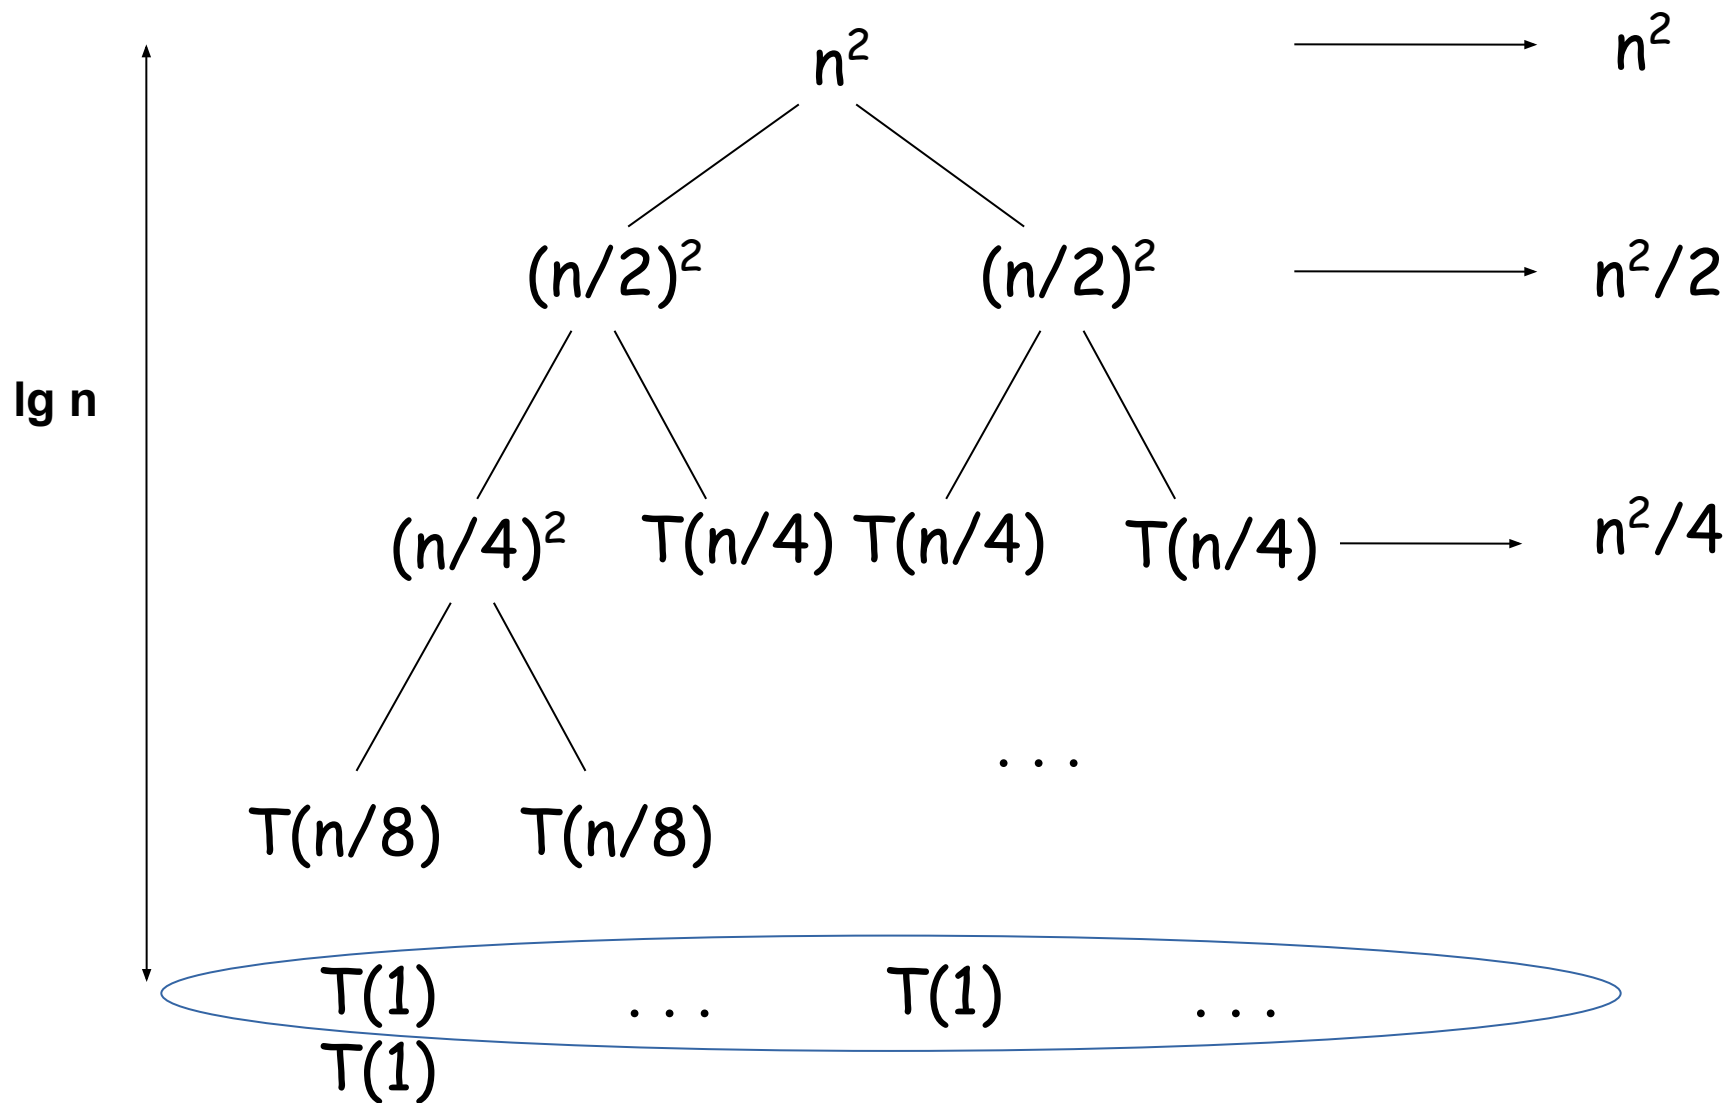 n² n²
(n/2)² (n/2)² n²/2
lg n
(n/4)² T(n/4) T(n/4) T(n/4) n²/4
. . .
T(n/8) T(n/8)
T(1) . . . T(1) . . .
T(1)